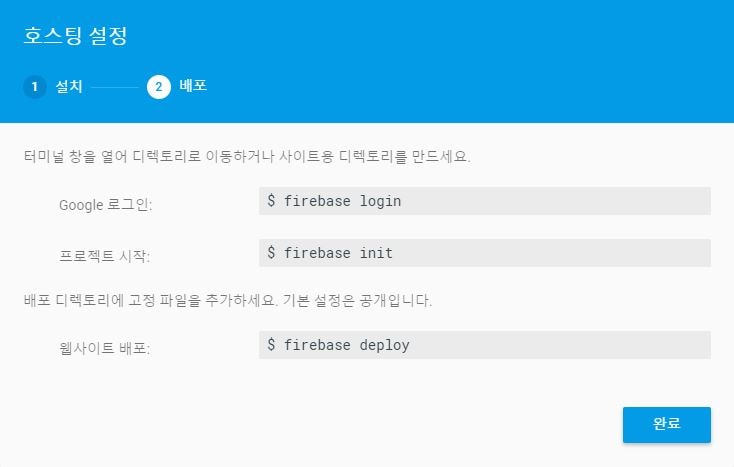 호스팅 설정
1 설치 2 배포
터미널 창을 열어 디렉토리로 이동하거나 사이트용 디렉토리를 만드세요.
Google 로그인: $ firebase login
프로젝트 시작: $ firebase init
배포 디렉토리에 고정 파일을 추가하세요. 기본 설정은 공개입니다.
웹사이트 배포: $ firebase deploy
완료